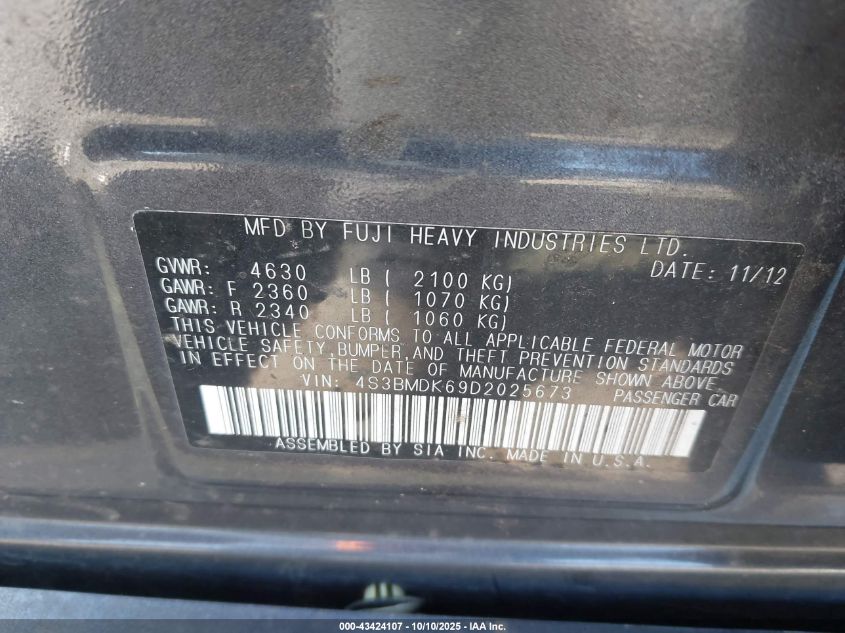 MFD BY FUJI HEAVY INDUSTRIES LTD.
GVWR: 4630 LB ( 2100 KG) DATE: 11/12
GAWR: F 2360 LB ( 1070 KG)
GAWR: R 2340 LB ( 1060 KG)
THIS VEHICLE CONFORMS TO ALL APPLICABLE FEDERAL MOTOR
VEHICLE SAFETY, BUMPER, AND THEFT PREVENTION STANDARDS
IN EFFECT ON THE DATE OF MANUFACTURE SHOWN ABOVE.
VIN: 4S3BMDK69D2025673 PASSENGER CAR
ASSEMBLED BY SIA INC. MADE IN U.S.A.
000-43424107 - 10/10/2025 - IAA Inc.